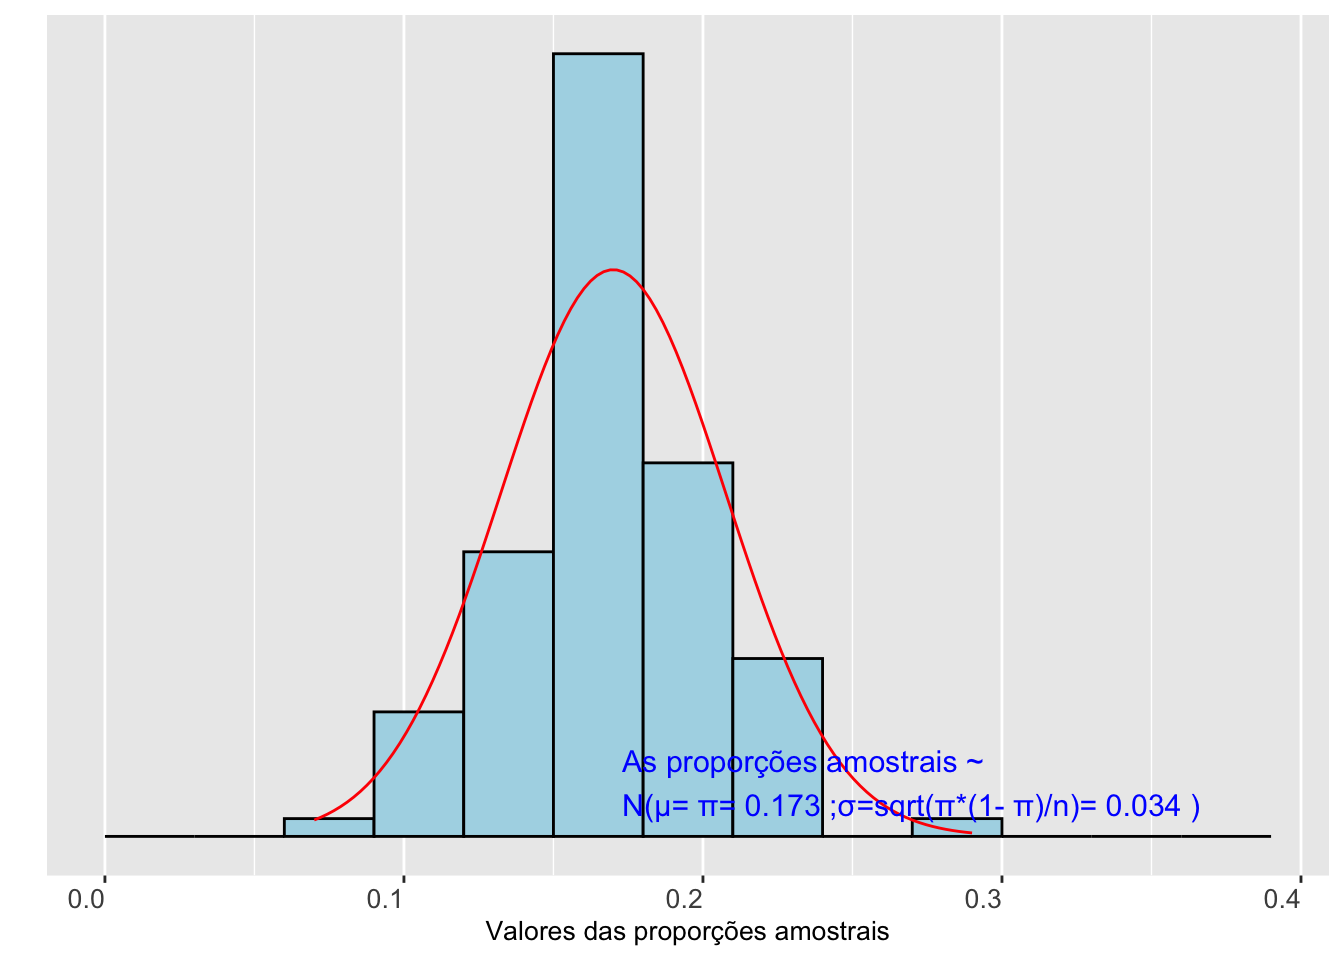 As proporções amostrais ~
N(μ= π= 0.173 ;σ=sqrt(π*(1- π)/n)= 0.034 )
0.0 0.1 0.2 0.3 0.4
Valores das proporções amostrais